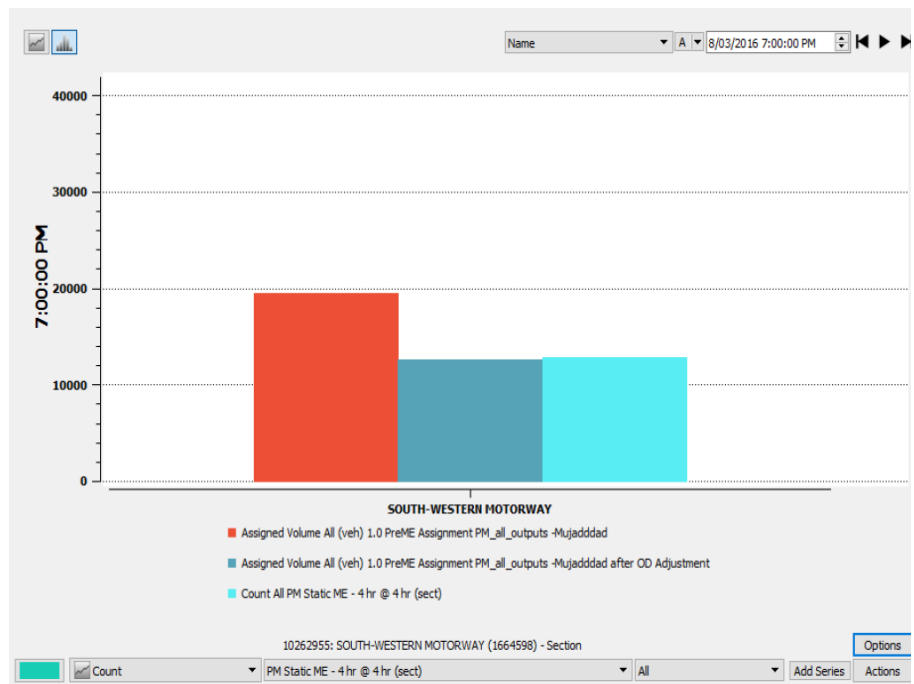 Name
A
8/03/2016 7:00:00 PM
40000
30000
20000
10000
0
7:00:00 PM
SOUTH-WESTERN MOTORWAY
Assigned Volume All (veh) 1.0 PreME Assignment PM_all_outputs -Mujadddad
Assigned Volume All (veh) 1.0 PreME Assignment PM_all_outputs -Mujadddad after OD Adjustment
Count All PM Static ME - 4 hr @ 4 hr (sect)
10262955: SOUTH-WESTERN MOTORWAY (1664598) - Section
Options
Count
PM Static ME - 4 hr @ 4 hr (sect)
All
Add Series
Actions